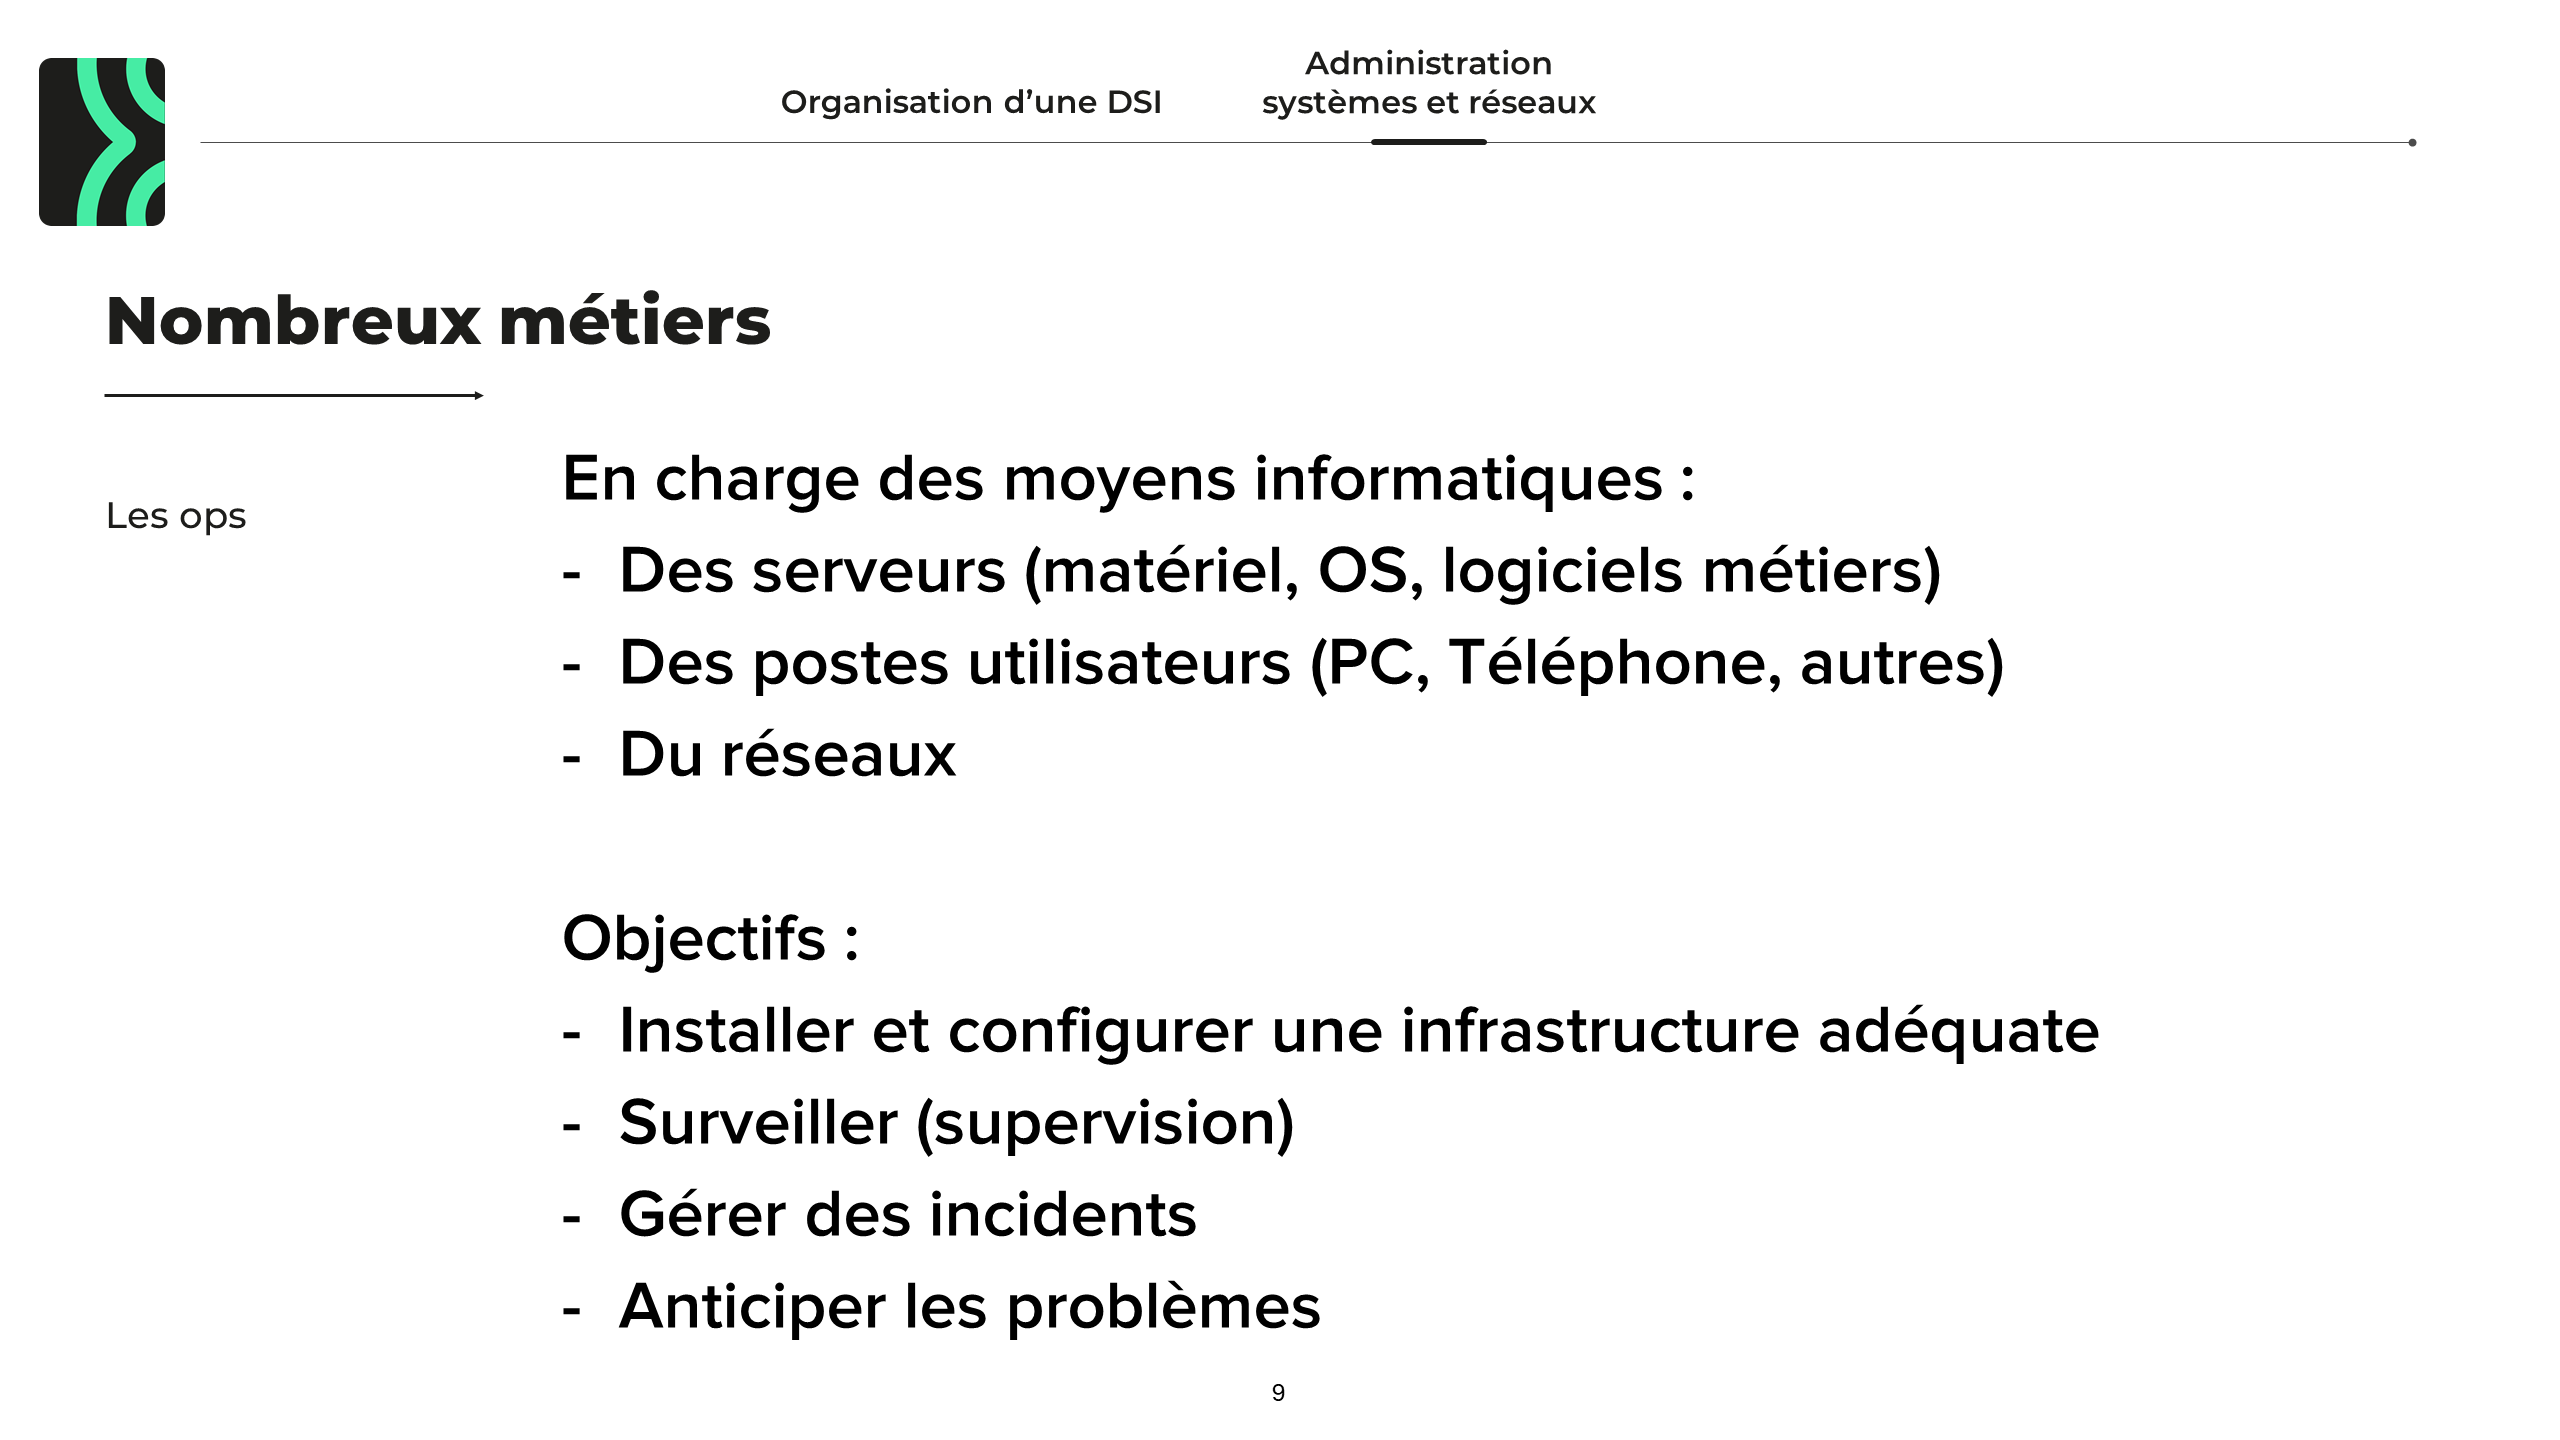 Organisation d’une DSI
Administration
systèmes et réseaux
Nombreux métiers
Les ops
En charge des moyens informatiques :
- Des serveurs (matériel, OS, logiciels métiers)
- Des postes utilisateurs (PC, Téléphone, autres)
- Du réseaux
Objectifs :
- Installer et configurer une infrastructure adéquate
- Surveiller (supervision)
- Gérer des incidents
- Anticiper les problèmes
9